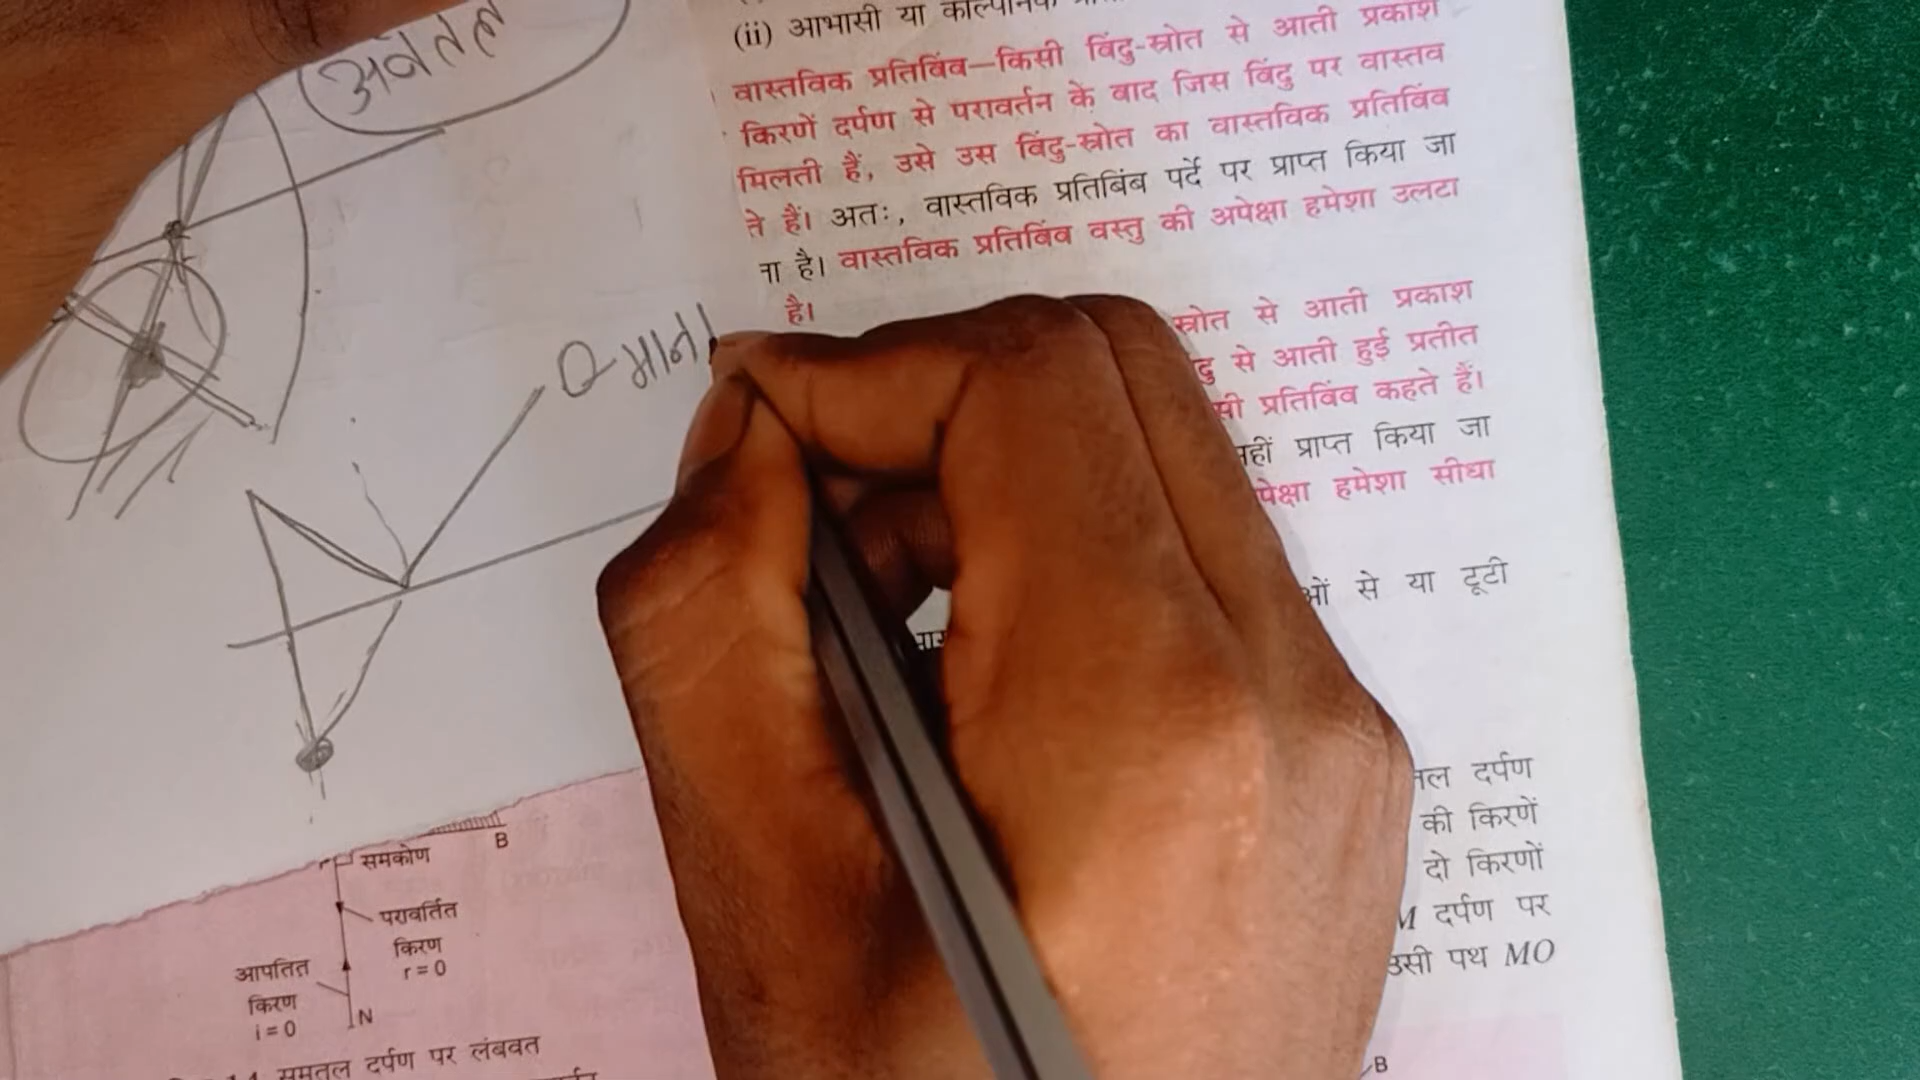 अवतल
(ii) आभासी या काल्पनिक
वास्तविक प्रतिबिंब—किसी बिंदु-स्रोत से आती प्रकाश
किरणें दर्पण से परावर्तन के बाद जिस बिंदु पर वास्तव
मिलती हैं, उसे उस बिंदु-स्रोत का वास्तविक प्रतिबिंब
ते हैं। अतः, वास्तविक प्रतिबिंब पर्दे पर प्राप्त किया जा
ना है। वास्तविक प्रतिबिंब वस्तु की अपेक्षा हमेशा उलटा
है।
स्रोत से आती प्रकाश
से आती हुई प्रतीत
प्रतिबिंब कहते हैं।
नहीं प्राप्त किया जा
हमेशा सीधा
ओं से या टूटी
दर्पण
की किरणें
दो किरणों
M दर्पण पर
उसी पथ MO
B
समकोण
परावर्तित
किरण
r = 0
आपतित
किरण
i = 0
N
समतल दर्पण पर लंबवत
B